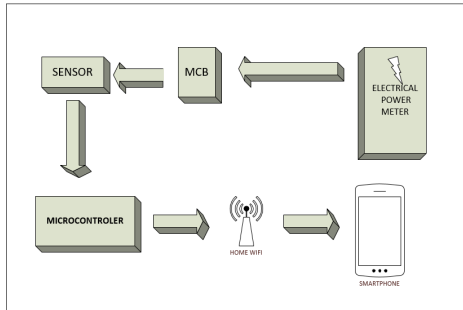 SENSOR
MCB
ELECTRICAL
POWER
METER
MICROCONTROLER
HOME WIFI
SMARTPHONE